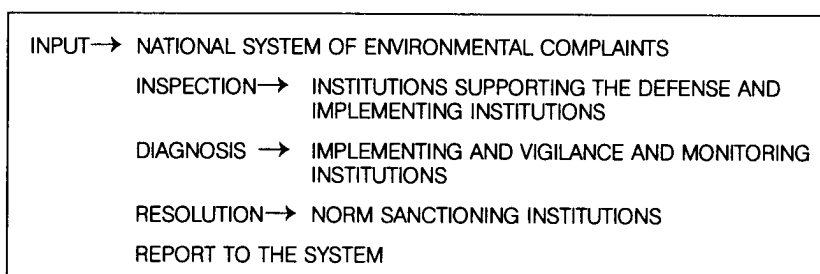 INPUT→ NATIONAL SYSTEM OF ENVIRONMENTAL COMPLAINTS
INSPECTION→ INSTITUTIONS SUPPORTING THE DEFENSE AND
IMPLEMENTING INSTITUTIONS
DIAGNOSIS → IMPLEMENTING AND VIGILANCE AND MONITORING
INSTITUTIONS
RESOLUTION→ NORM SANCTIONING INSTITUTIONS
REPORT TO THE SYSTEM